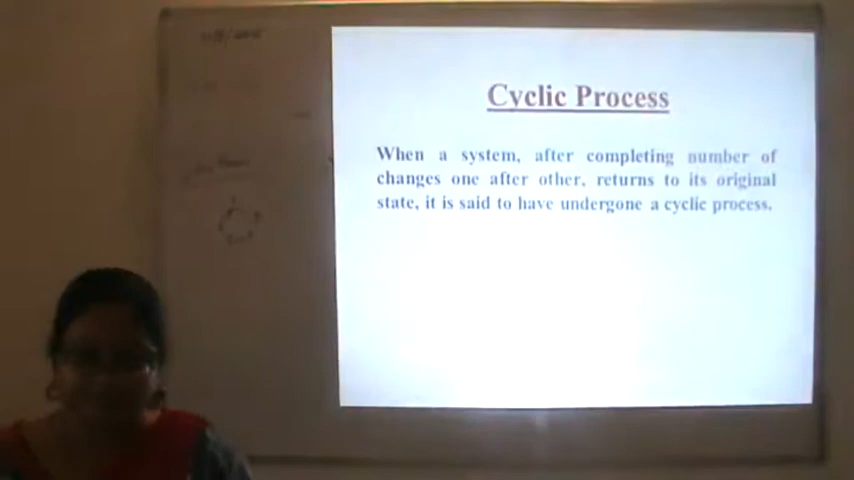 Cyclic Process
When a system, after completing number of
changes one after other, returns to its original
state, it is said to have undergone a cyclic process.